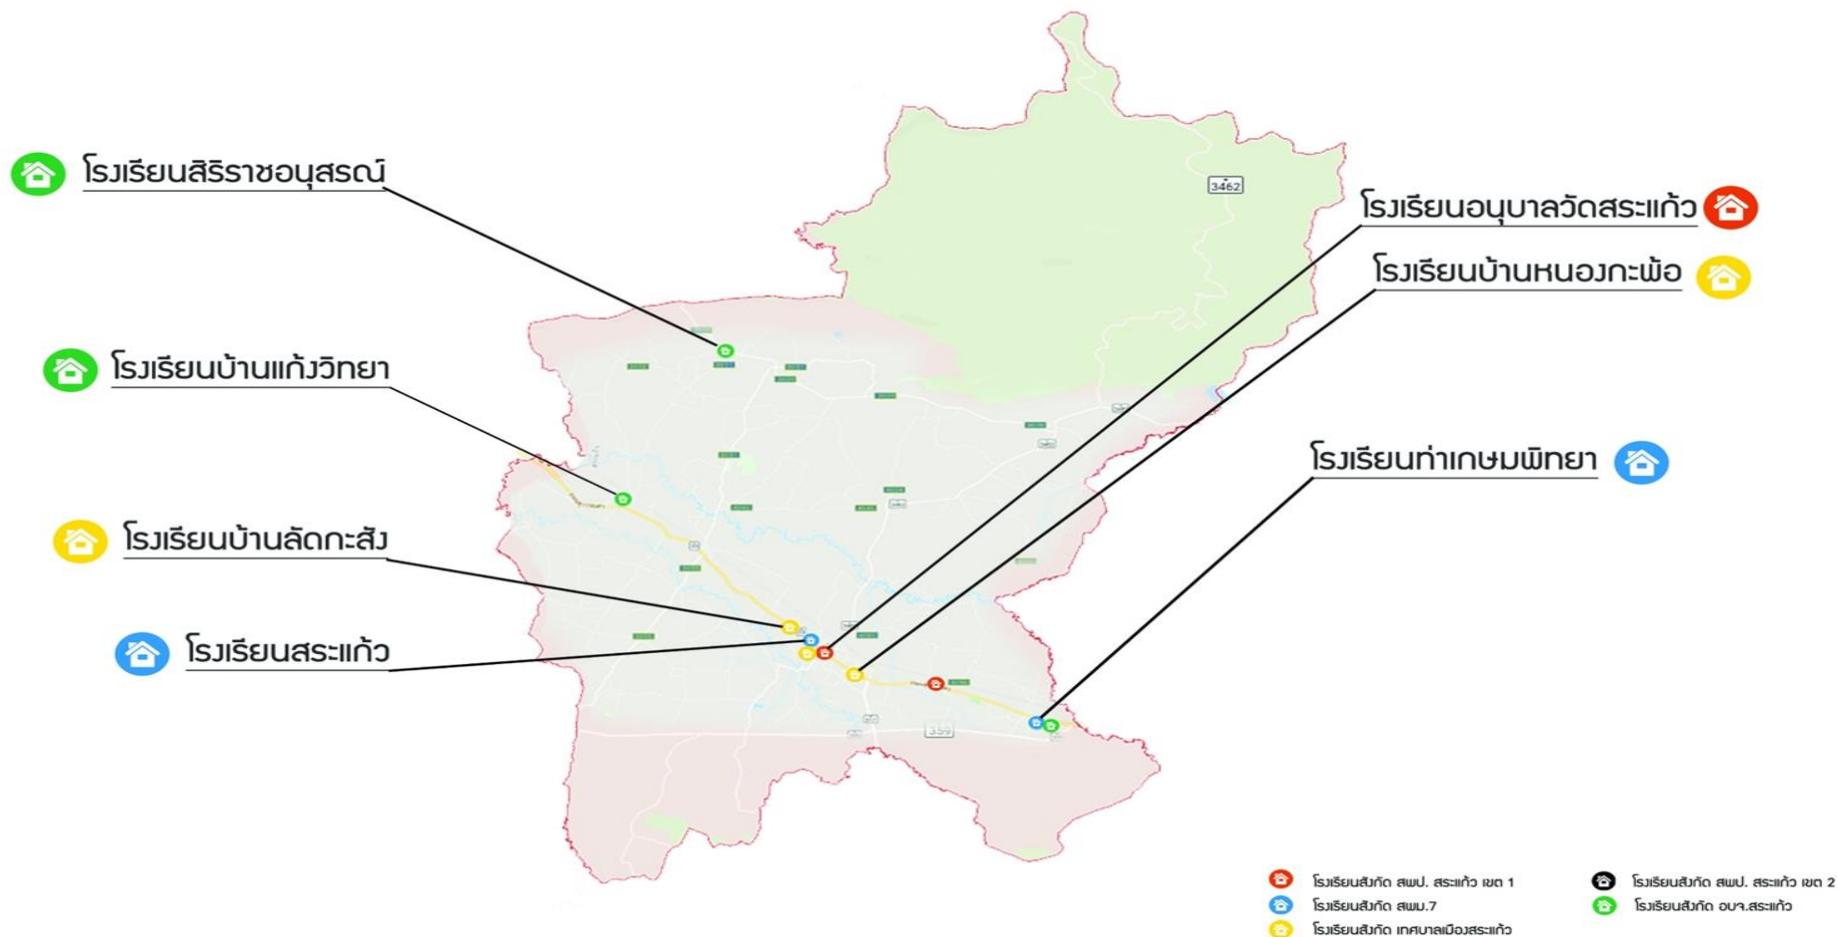 โรงเรียนสิริราชอนุสรณ์
โรงเรียนบ้านแก้งวิทยา
โรงเรียนบ้านลัดกะสัง
โรงเรียนสระแก้ว
3462
โรงเรียนอนุบาลวัดสระแก้ว
โรงเรียนบ้านหนองกะพ้อ
โรงเรียนท่าเกษมพิทยา
359
โรงเรียนสังกัด สพป. สระแก้ว เขต 1
โรงเรียนสังกัด สพม.7
โรงเรียนสังกัด เทศบาลเมืองสระแก้ว
โรงเรียนสังกัด สพป. สระแก้ว เขต 2
โรงเรียนสังกัด อบจ.สระแก้ว